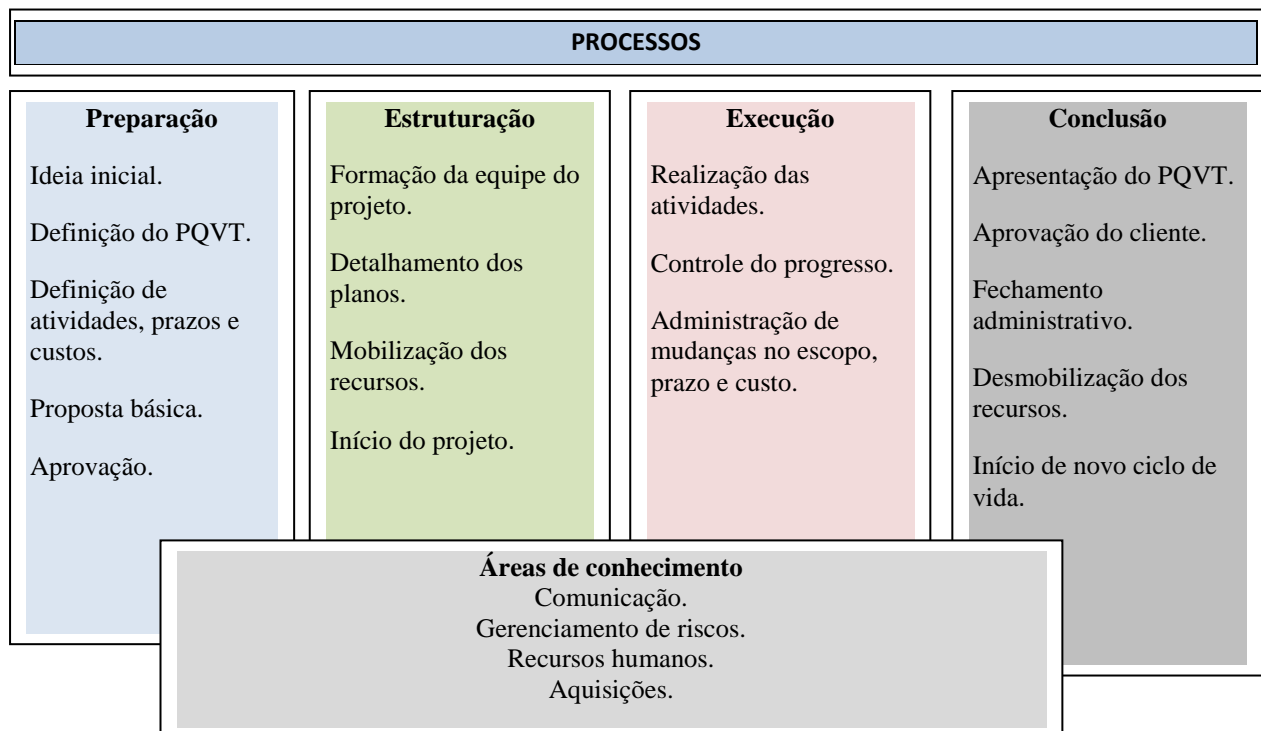 PROCESSOS
Preparação
Ideia inicial.
Definição do PQVT.
Definição de
atividades, prazos e
custos.
Proposta básica.
Aprovação.
Estruturação
Formação da equipe do
projeto.
Detalhamento dos
planos.
Mobilização dos
recursos.
Início do projeto.
Execução
Realização das
atividades.
Controle do progresso.
Administração de
mudanças no escopo,
prazo e custo.
Conclusão
Apresentação do PQVT.
Aprovação do cliente.
Fechamento
administrativo.
Desmobilização dos
recursos.
Início de novo ciclo de
vida.
Áreas de conhecimento
Comunicação.
Gerenciamento de riscos.
Recursos humanos.
Aquisições.